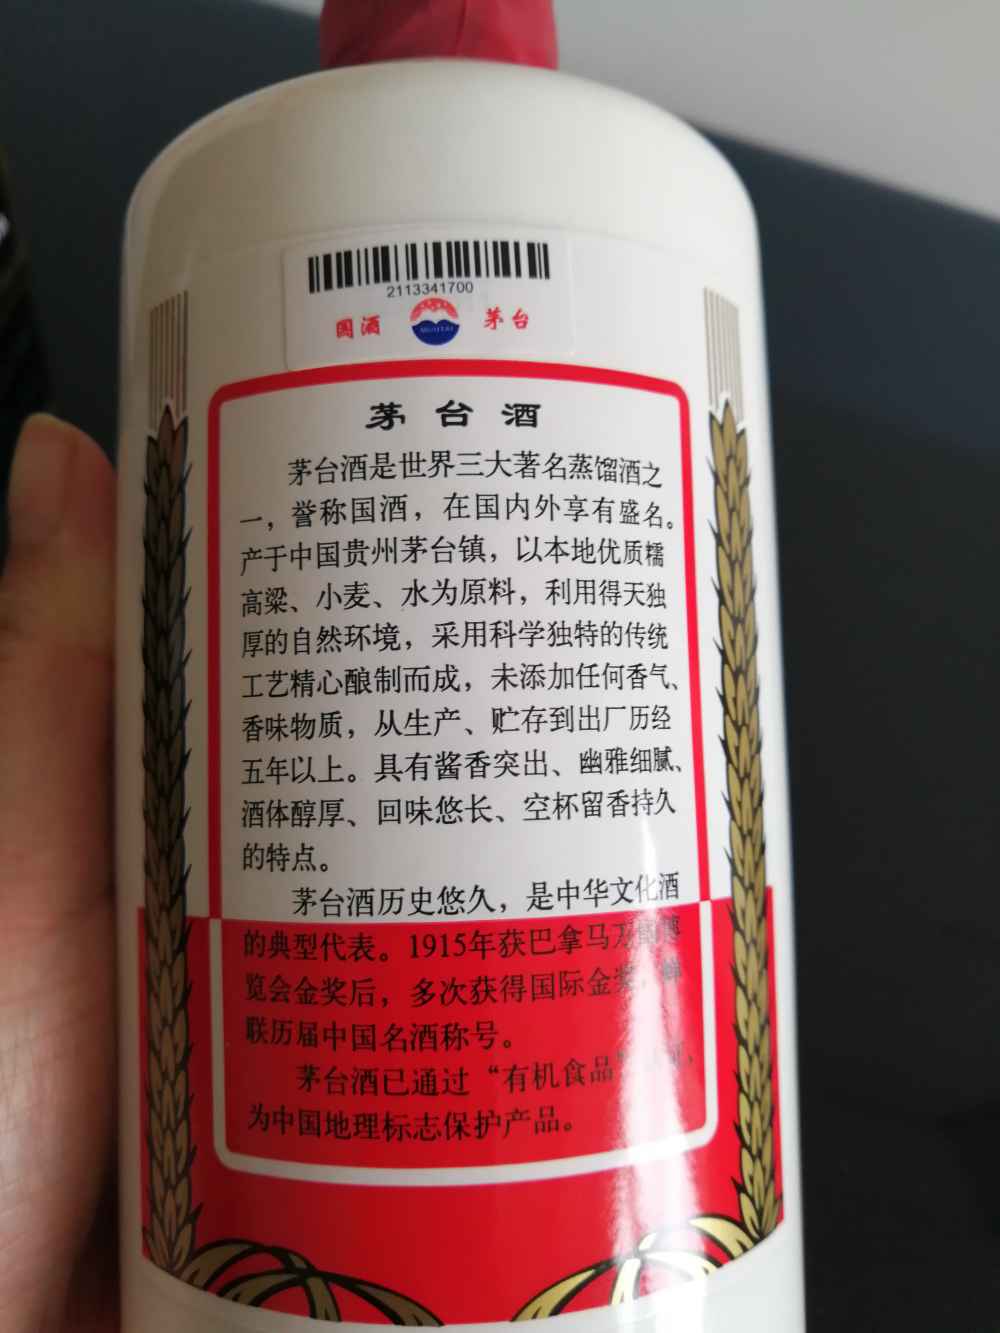 2113341700
国酒 MOUTAI 茅台
茅台酒
茅台酒是世界三大著名蒸馏酒之
一，誉称国酒，在国内外享有盛名。
产于中国贵州茅台镇，以本地优质糯
高粱、小麦、水为原料，利用得天独
厚的自然环境，采用科学独特的传统
工艺精心酿制而成，未添加任何香气、
香味物质，从生产、贮存到出厂历经
五年以上。具有酱香突出、幽雅细腻、
酒体醇厚、回味悠长、空杯留香持久
的特点。
茅台酒历史悠久，是中华文化酒
的典型代表。1915年获巴拿马万国博
览会金奖后，多次获得国际金奖，蝉
联历届中国名酒称号。
茅台酒已通过“有机食品”
为中国地理标志保护产品。